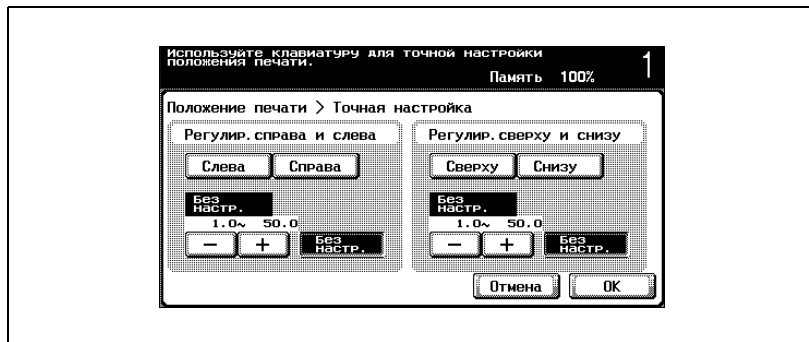 Используйте клавиатуру для точной настройки
положения печати.
Память 100%
1
Положение печати > Точная настройка
Регулир.справа и слева
Слева Справа
Без
настр.
1.0~ 50.0
− + Без
настр.
Регулир.сверху и снизу
Сверху Снизу
Без
настр.
1.0~ 50.0
− + Без
настр.
Отмена OK